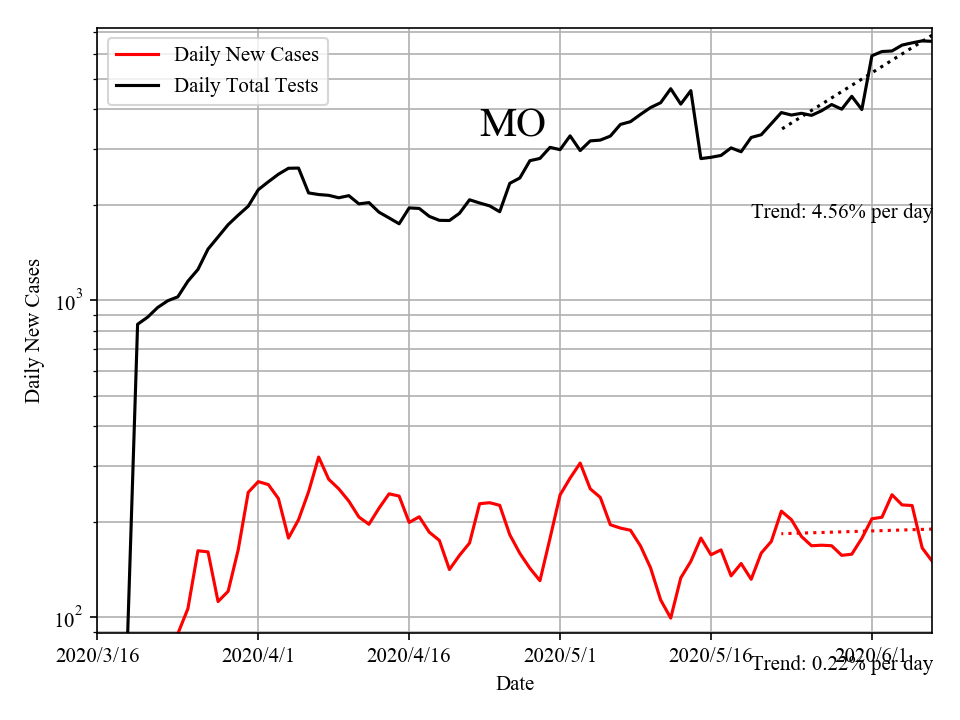 Daily New Cases
Daily Total Tests
MO
Trend: 4.56% per day
Daily New Cases
10³
10²
2020/3/16 2020/4/1 2020/4/16 2020/5/1 2020/5/16 2020/6/1
Trend: 0.22% per day
Date